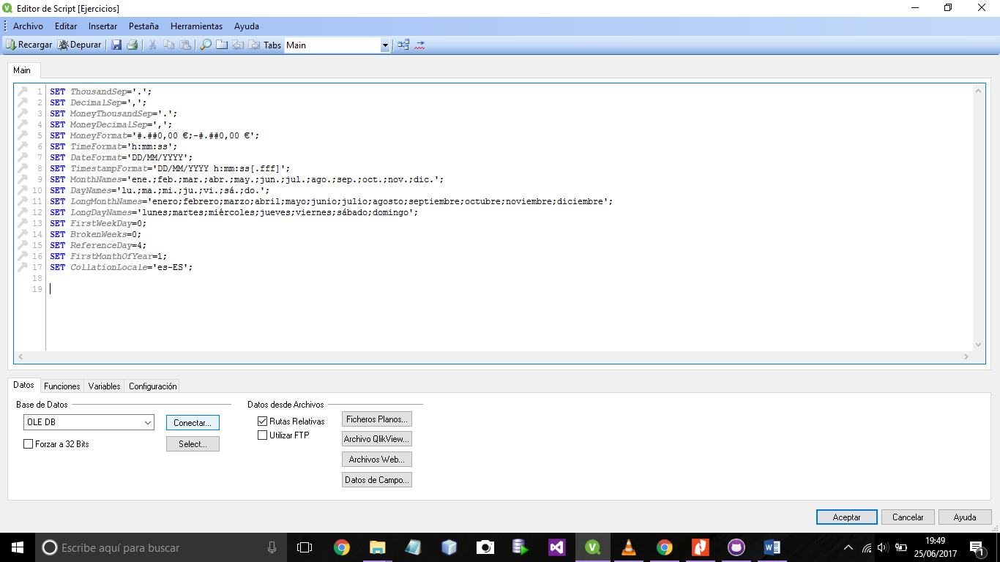 Editor de Script [Ejercicios]
Archivo Editar Insertar Pestaña Herramientas Ayuda
Recargar Depurar Tabs Main
Main
1 SET ThousandSep='.';
2 SET DecimalSep=',';
3 SET MoneyThousandSep='.';
4 SET MoneyDecimalSep=',';
5 SET MoneyFormat='#.##0,00 €;-#.##0,00 €';
6 SET TimeFormat='h:mm:ss';
7 SET DateFormat='DD/MM/YYYY';
8 SET TimestampFormat='DD/MM/YYYY h:mm:ss[.fff]';
9 SET MonthNames='ene.;feb.;mar.;abr.;may.;jun.;jul.;ago.;sep.;oct.;nov.;dic.';
10 SET DayNames='lu.;ma.;mi.;ju.;vi.;sá.;do.';
11 SET LongMonthNames='enero;febrero;marzo;abril;mayo;junio;julio;agosto;septiembre;octubre;noviembre;diciembre';
12 SET LongDayNames='lunes;martes;miércoles;jueves;viernes;sábado;domingo';
13 SET FirstWeekDay=0;
14 SET BrokenWeeks=0;
15 SET ReferenceDay=4;
16 SET FirstMonthOfYear=1;
17 SET CollationLocale='es-ES';
18
19
Datos Funciones Variables Configuración
Base de Datos
OLE DB Conectar...
Forzar a 32 Bits Select...
Datos desde Archivos
Rutas Relativas
Utilizar FTP
Ficheros Planos...
Archivo QlikView...
Archivos Web...
Datos de Campo...
Aceptar Cancelar Ayuda
Escribe aquí para buscar
19:49
25/06/2017
1